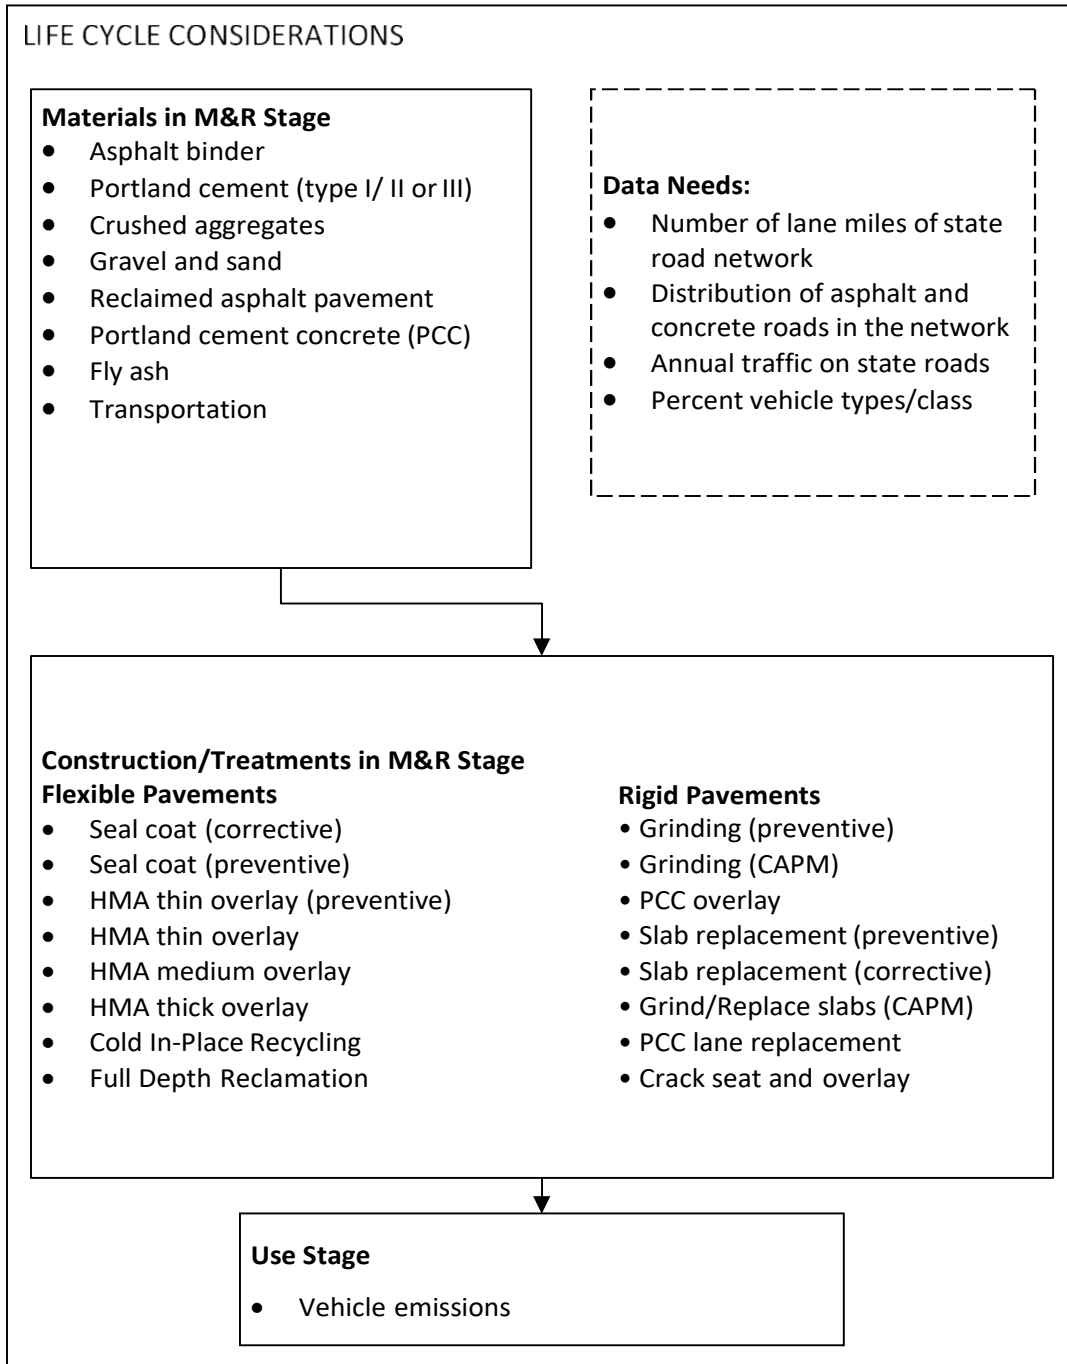 LIFE CYCLE CONSIDERATIONS
Materials in M&R Stage
• Asphalt binder
• Portland cement (type I/ II or III)
• Crushed aggregates
• Gravel and sand
• Reclaimed asphalt pavement
• Portland cement concrete (PCC)
• Fly ash
• Transportation
Data Needs:
• Number of lane miles of state
road network
• Distribution of asphalt and
concrete roads in the network
• Annual traffic on state roads
• Percent vehicle types/class
Construction/Treatments in M&R Stage
Flexible Pavements
• Seal coat (corrective)
• Seal coat (preventive)
• HMA thin overlay (preventive)
• HMA thin overlay
• HMA medium overlay
• HMA thick overlay
• Cold In-Place Recycling
• Full Depth Reclamation
Rigid Pavements
• Grinding (preventive)
• Grinding (CAPM)
• PCC overlay
• Slab replacement (preventive)
• Slab replacement (corrective)
• Grind/Replace slabs (CAPM)
• PCC lane replacement
• Crack seat and overlay
Use Stage
• Vehicle emissions